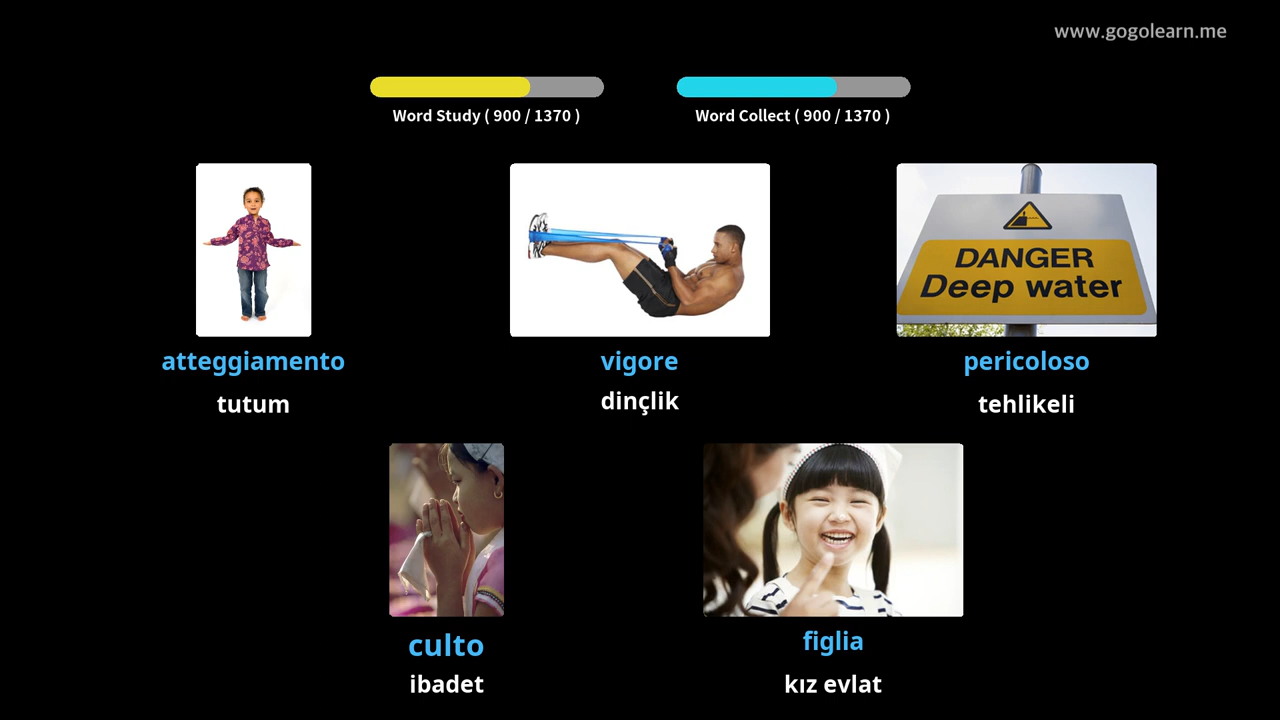 www.gogolearn.me
Word Study ( 900 / 1370 )
Word Collect ( 900 / 1370 )
DANGER
Deep water
atteggiamento
vigore
pericoloso
tutum
dinçlik
tehlikeli
culto
figlia
ibadet
kız evlat